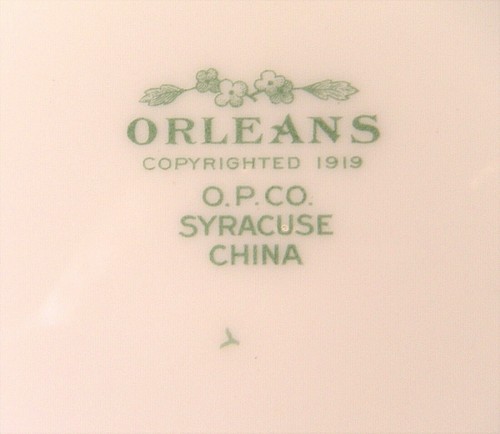 ORLEANS
COPYRIGHTED 1919
O.P.CO.
SYRACUSE
CHINA